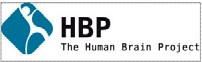 HBP
The Human Brain Project